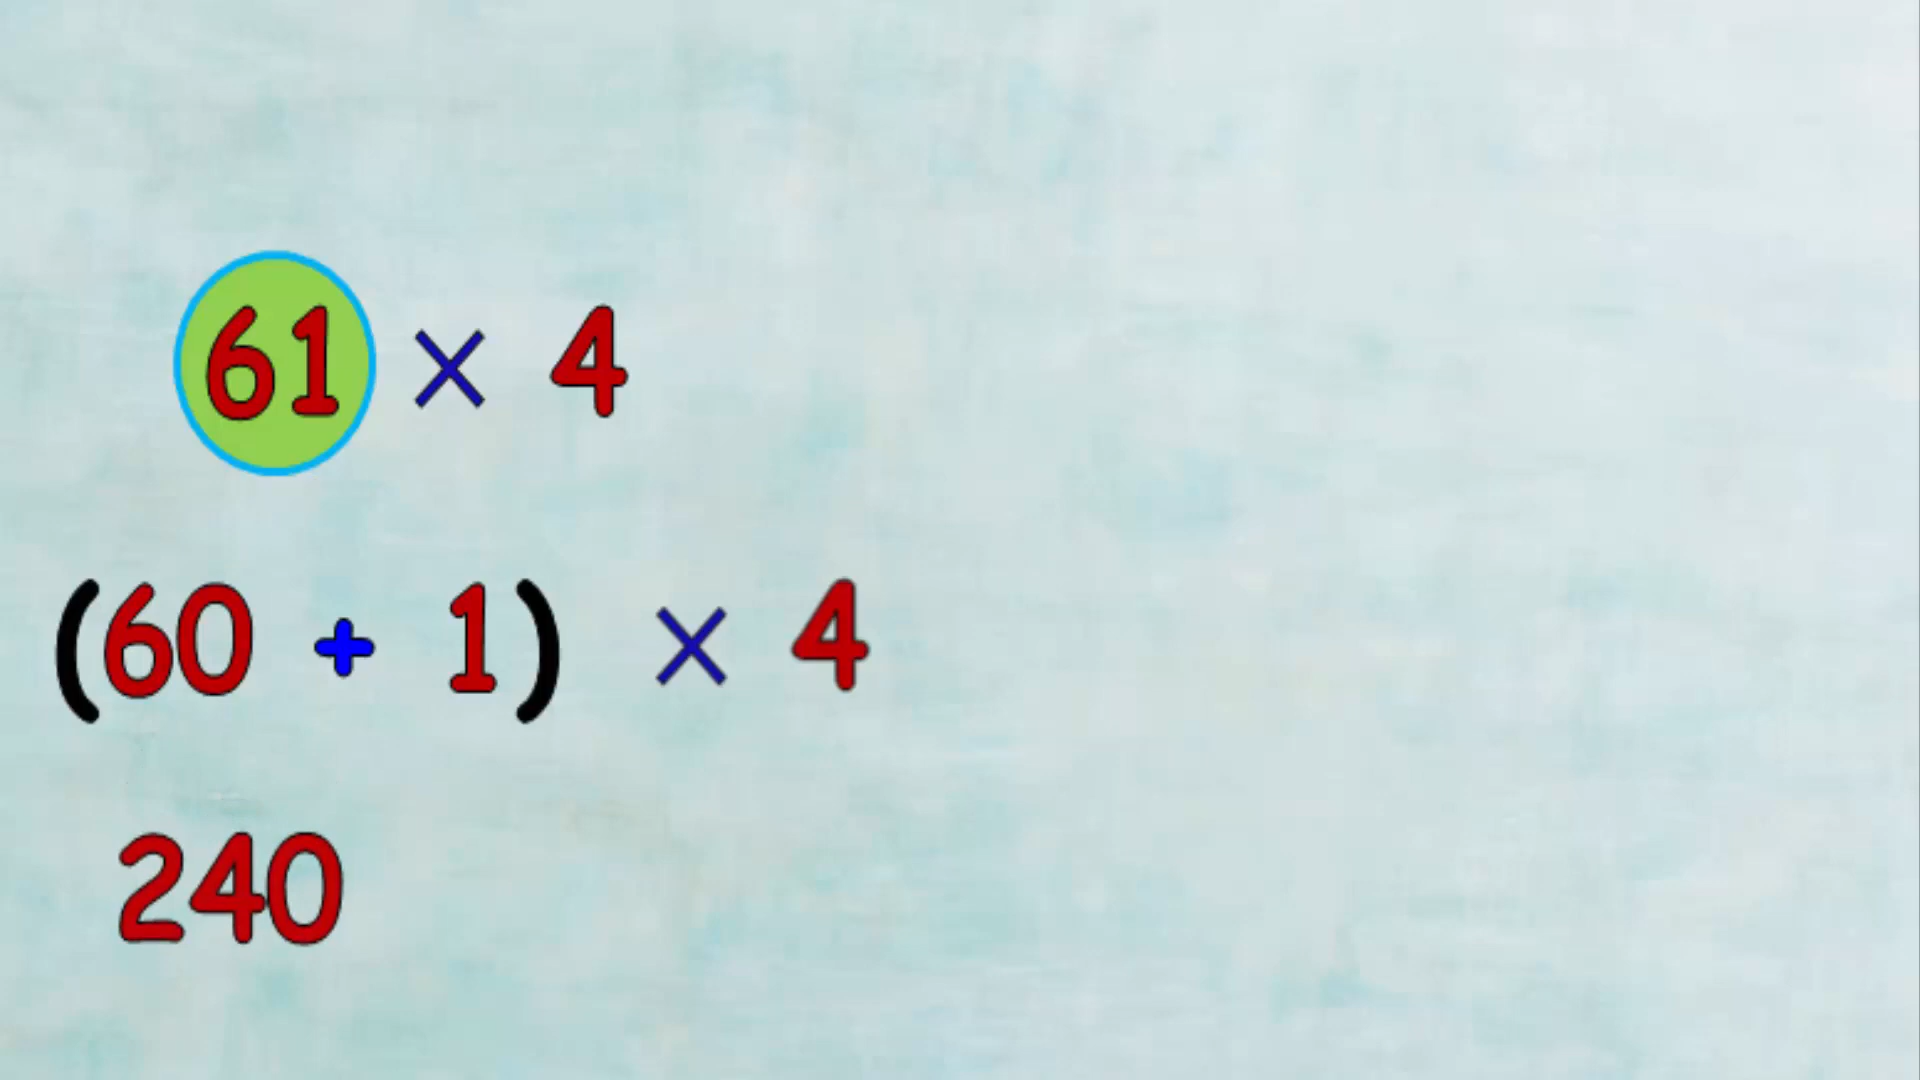 61 × 4
(60 + 1) × 4
240